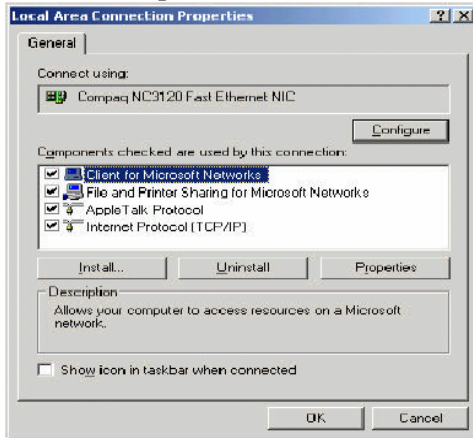 Local Area Connection Properties
General
Connect using:
Compaq NC3120 Fast Ethernet NIC
Configure
Components checked are used by this connection:
Client for Microsoft Networks
File and Printer Sharing for Microsoft Networks
AppleTalk Protocol
Internet Protocol (TCP/IP)
Install... Uninstall Properties
Description
Allows your computer to access resources on a Microsoft
network.
Show icon in taskbar when connected
OK Cancel